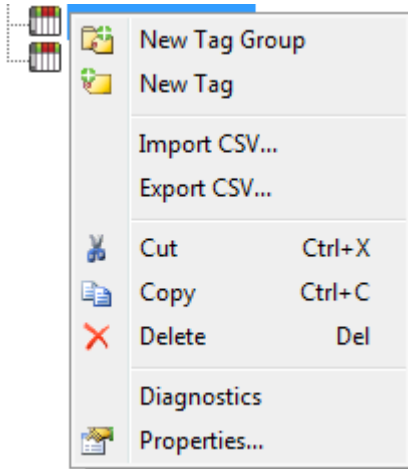 New Tag Group
New Tag
Import CSV...
Export CSV...
Cut Ctrl+X
Copy Ctrl+C
Delete Del
Diagnostics
Properties...